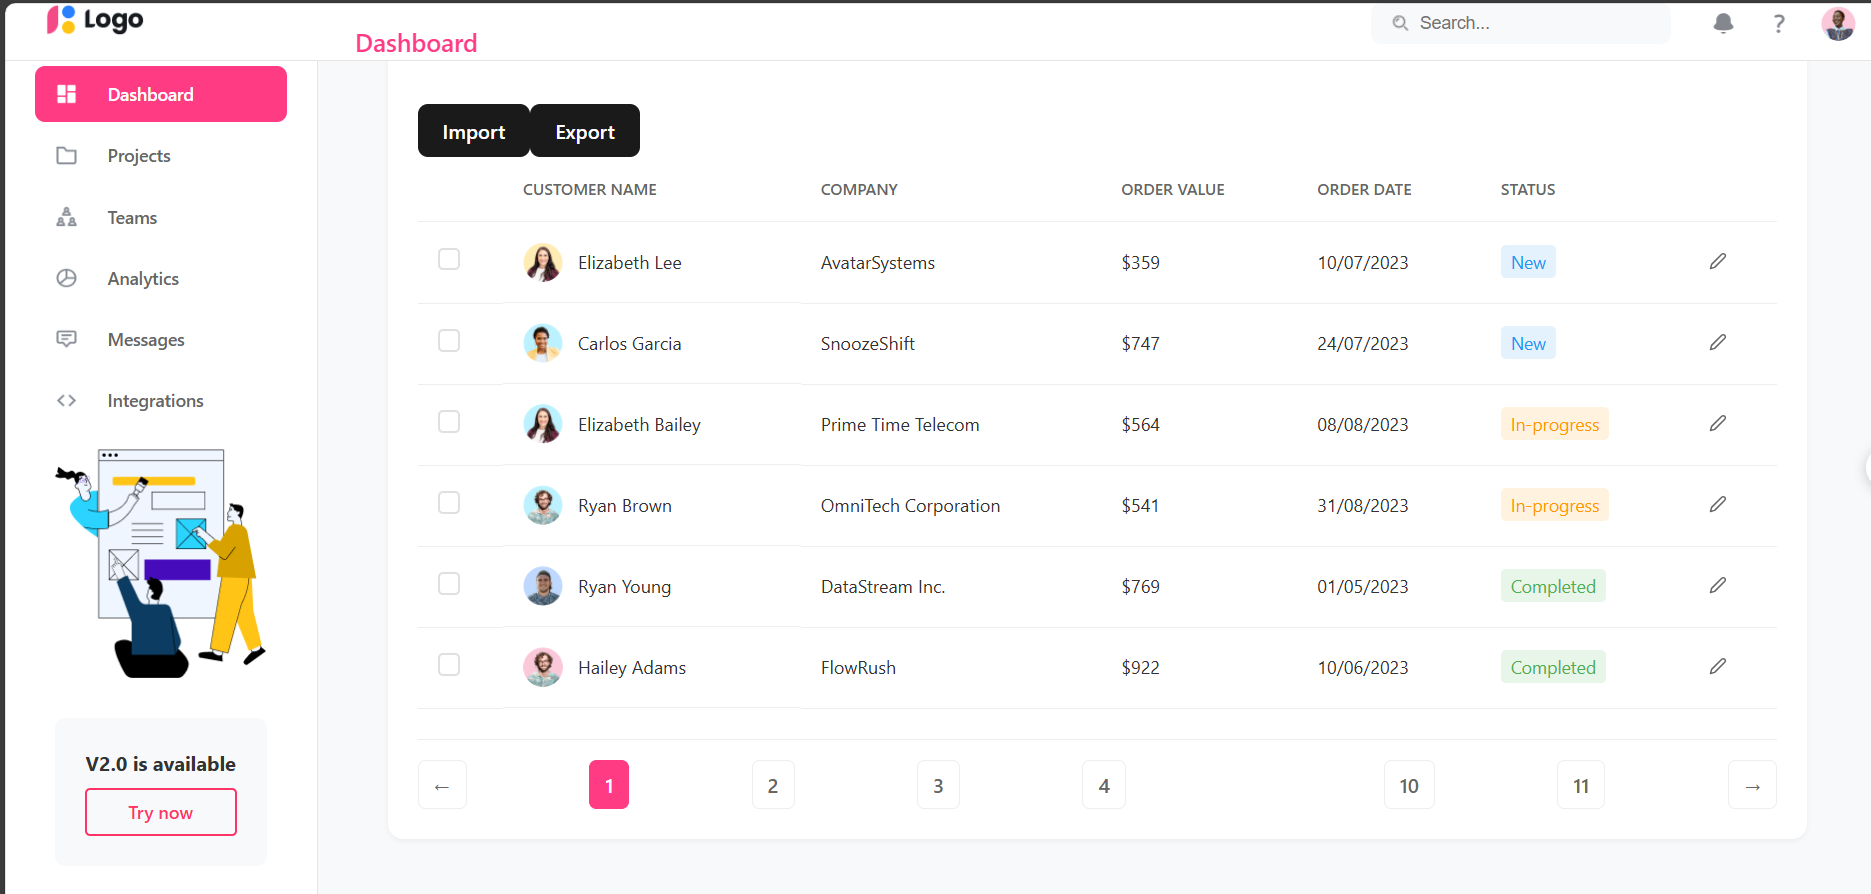 Logo
Dashboard
Search...
?
Dashboard
Projects
Teams
Analytics
Messages
Integrations
V2.0 is available
Try now
Import Export
CUSTOMER NAME COMPANY ORDER VALUE ORDER DATE STATUS
Elizabeth Lee AvatarSystems $359 10/07/2023 New
Carlos Garcia SnoozeShift $747 24/07/2023 New
Elizabeth Bailey Prime Time Telecom $564 08/08/2023 In-progress
Ryan Brown OmniTech Corporation $541 31/08/2023 In-progress
Ryan Young DataStream Inc. $769 01/05/2023 Completed
Hailey Adams FlowRush $922 10/06/2023 Completed
← 1 2 3 4 10 11 →